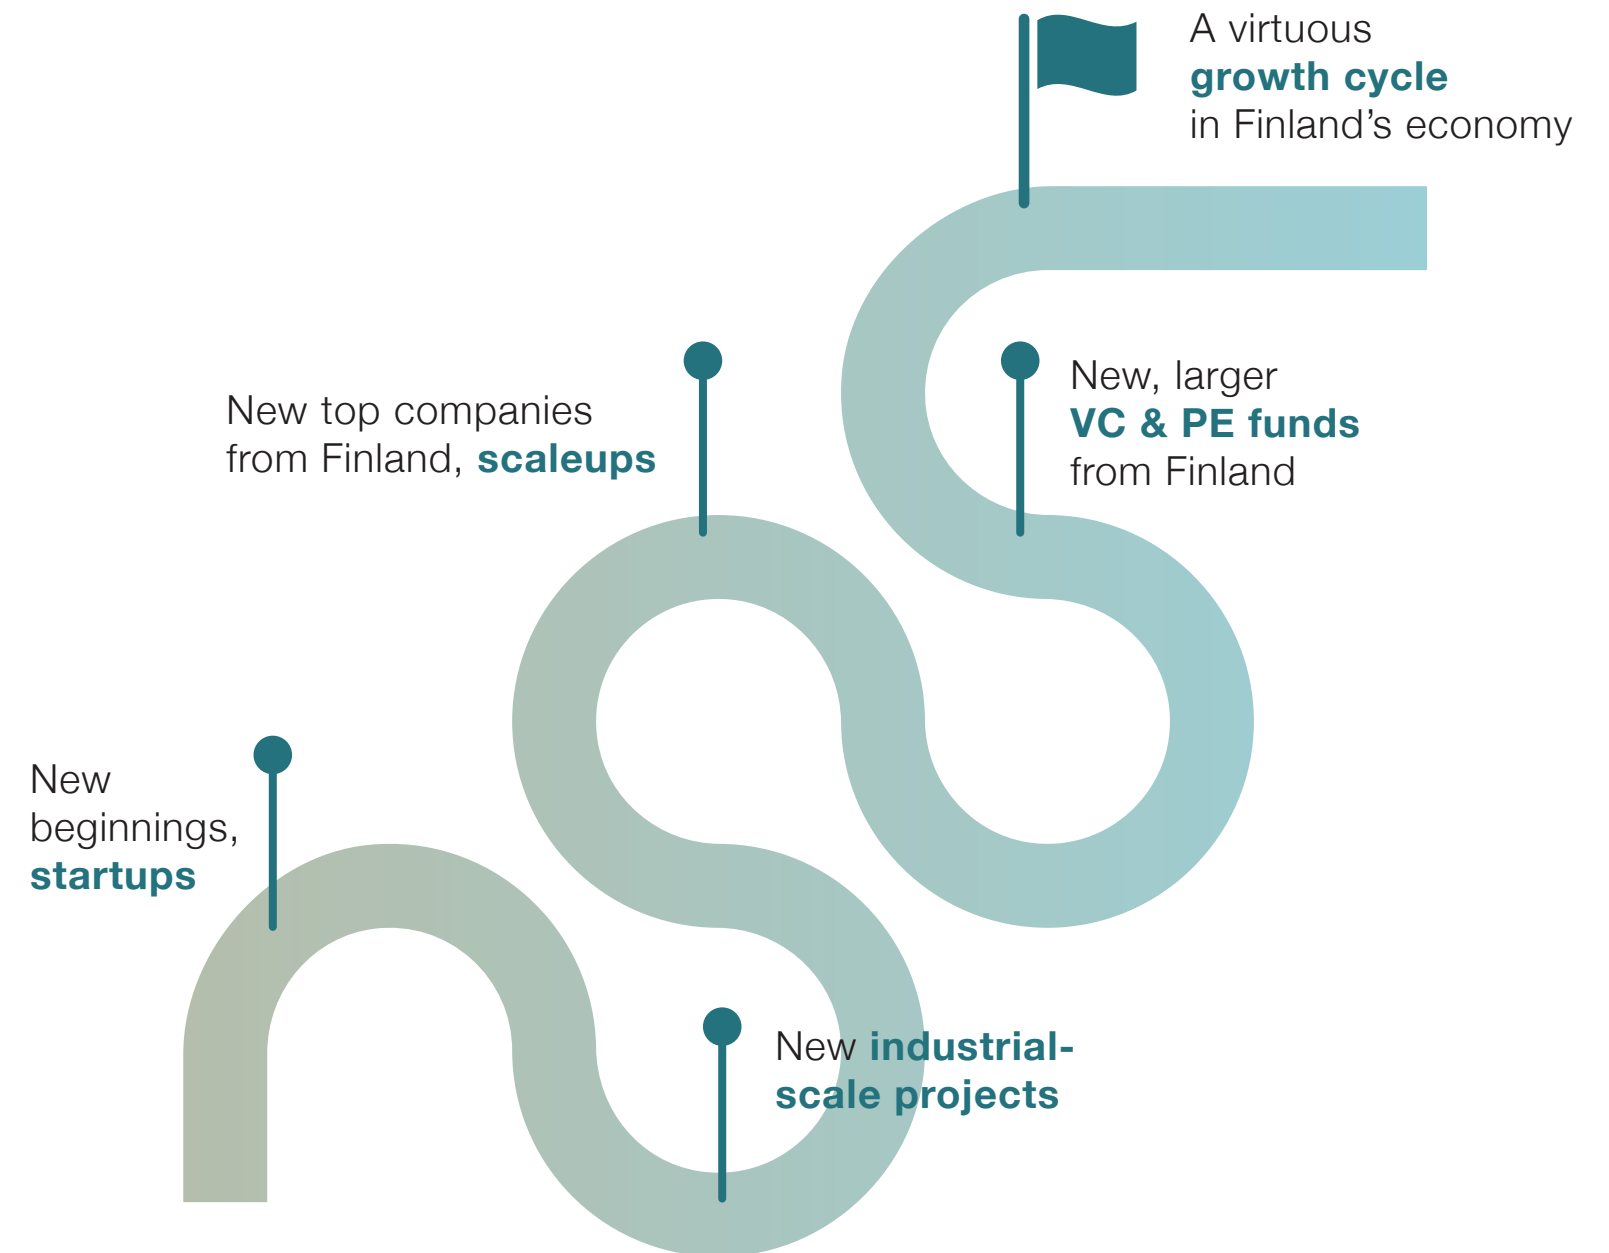 A virtuous
growth cycle
in Finland’s economy
New top companies
from Finland, scaleups
New, larger
VC & PE funds
from Finland
New
beginnings,
startups
New industrial-
scale projects